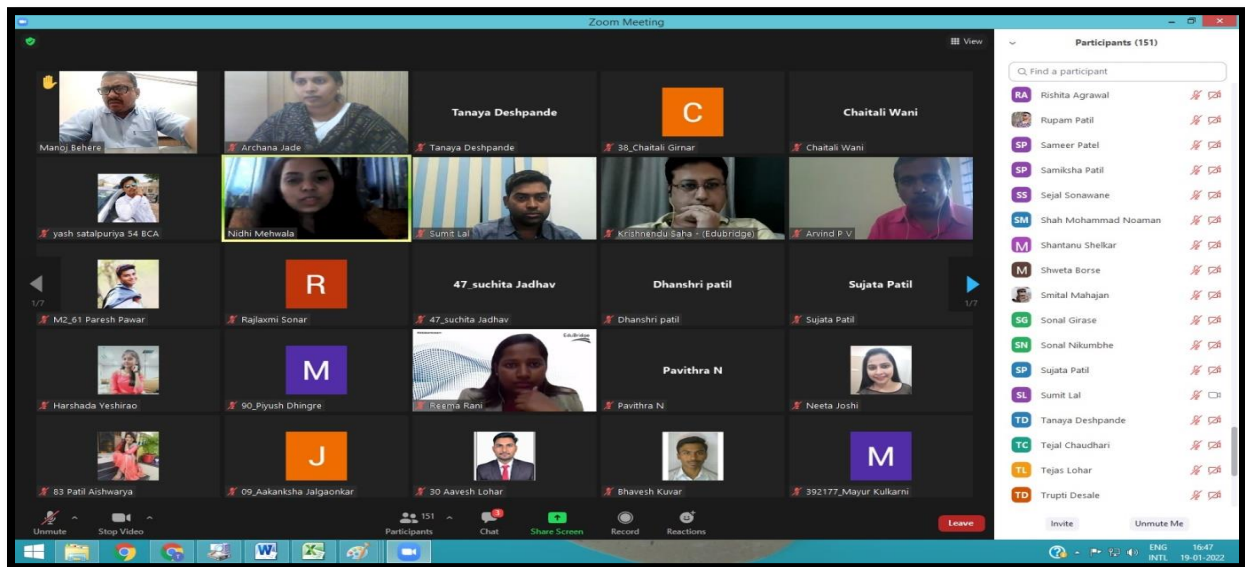 Zoom Meeting
View
Participants (151)
Find a participant
Manoj Behere
Archana Jade
Tanaya Deshpande
Tanaya Deshpande
C
38_Chaitali Girnar
Chaitali Wani
Chaitali Wani
yash satalpuriya 54 BCA
Nidhi Mehwala
Sumit Lal
Krishnendu Saha - (Edubridge)
Arvind P V
1/7
M2_61 Paresh Pawar
R
Rajlaxmi Sonar
47_suchita Jadhav
47_suchita Jadhav
Dhanshri patil
Dhanshri patil
Sujata Patil
Sujata Patil
1/7
Harshada Yeshirao
M
90_Piyush Dhingre
EduBridge
Reema Rani
Pavithra N
Pavithra N
Neeta Joshi
83 Patil Aishwarya
J
09_Aakanksha Jalgaonkar
30 Aavesh Lohar
Bhavesh Kuvar
M
392177_Mayur Kulkarni
RA Rishita Agrawal
Rupam Patil
SP Sameer Patel
SP Samiksha Patil
SS Sejal Sonawane
SM Shah Mohammad Noaman
M Shantanu Shelkar
M Shweta Borse
Smital Mahajan
SG Sonal Girase
SN Sonal Nikumbhe
SP Sujata Patil
SL Sumit Lal
TD Tanaya Deshpande
TC Tejal Chaudhari
TL Tejas Lohar
TD Trupti Desale
Unmute
Stop Video
151
Participants
1
Chat
Share Screen
Record
Reactions
Leave
Invite
Unmute Me
ENG 16:47
INTL 19-01-2022